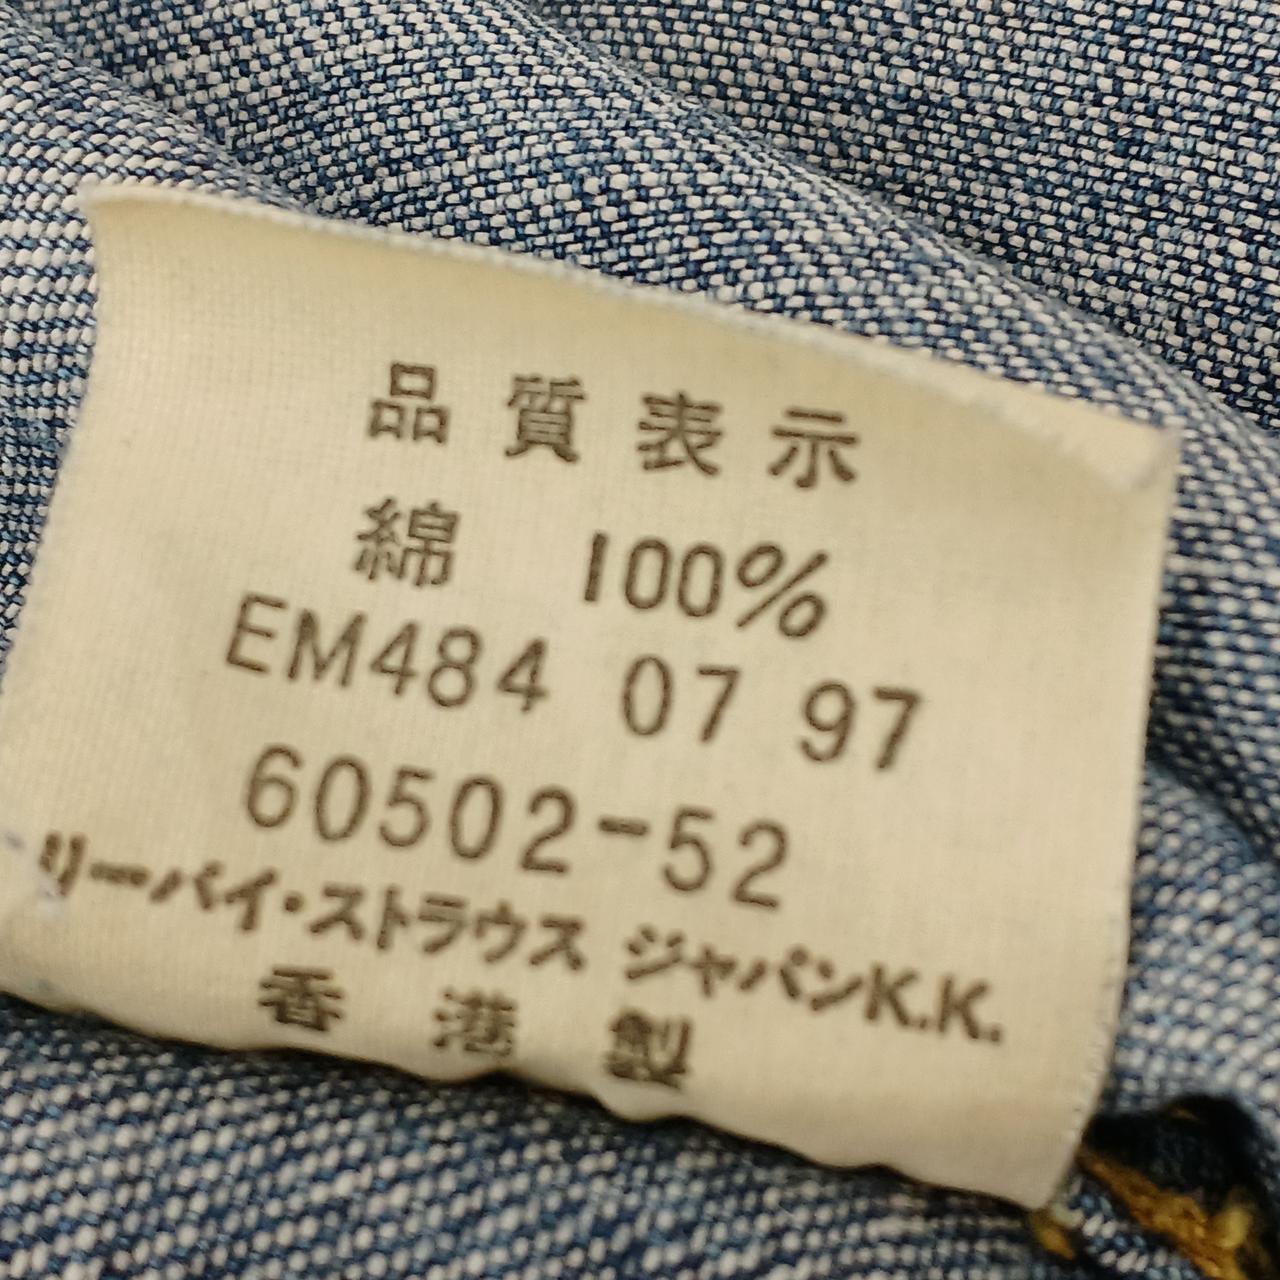 品質表示
綿 100%
EM484 07 97
60502-52
リーバイ・ストラウス ジャパンK.K.
香港製